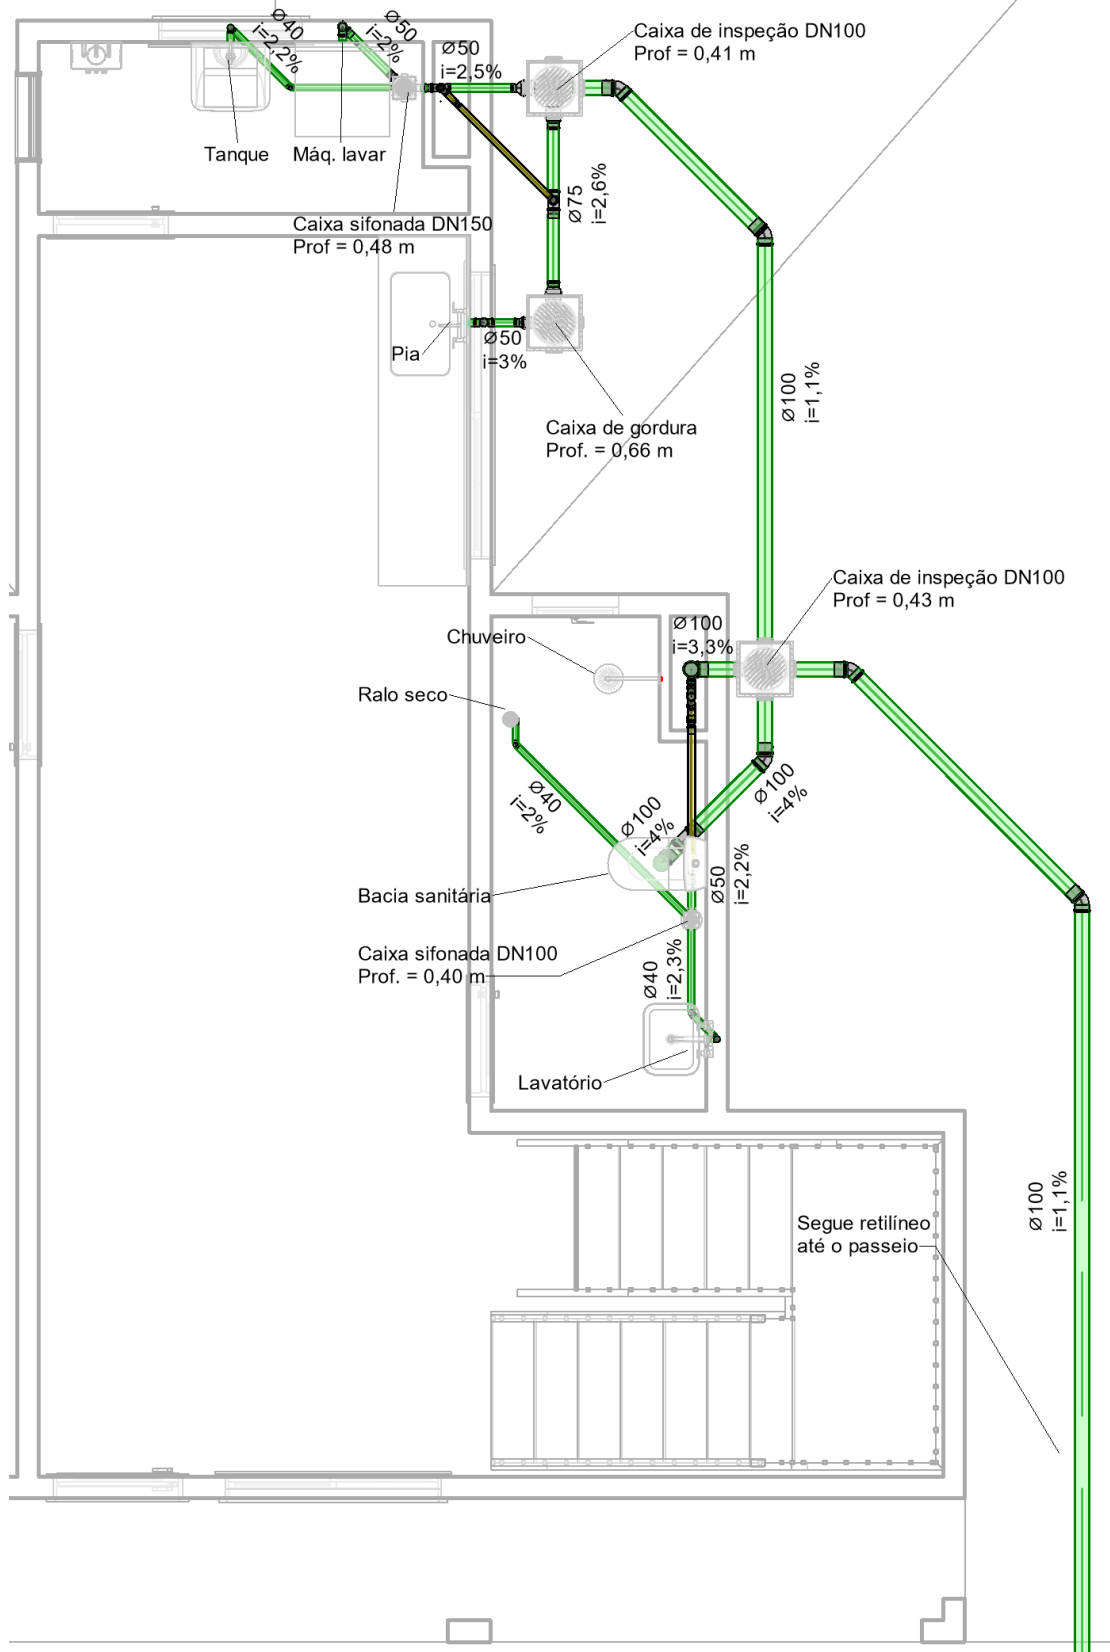 Ø40
i=2,2%
Ø50
i=2%
Ø50
i=2,5%
Caixa de inspeção DN100
Prof = 0,41 m
Tanque
Máq. lavar
Ø75
i=2,6%
Caixa sifonada DN150
Prof = 0,48 m
Pia
Ø50
i=3%
Ø100
i=1,1%
Caixa de gordura
Prof. = 0,66 m
Caixa de inspeção DN100
Prof = 0,43 m
Chuveiro
Ø100
i=3,3%
Ralo seco
Ø40
i=2%
Ø100
i=4%
Ø100
i=4%
Bacia sanitária
Ø50
i=2,2%
Caixa sifonada DN100
Prof. = 0,40 m
Ø40
i=2,3%
Lavatório
Ø100
i=1,1%
Segue retilíneo
até o passeio